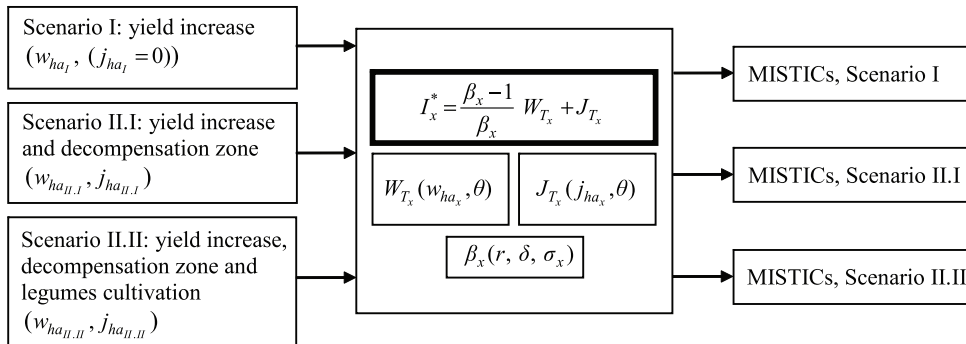 Scenario I: yield increase
(w_{ha_I}, (j_{ha_I} = 0))
Scenario II.I: yield increase
and decompensation zone
(w_{ha_{II.I}}, j_{ha_{II.I}})
Scenario II.II: yield increase,
decompensation zone and
legumes cultivation
(w_{ha_{II.II}}, j_{ha_{II.II}})
I_x^* = \frac{β_x - 1}{β_x} W_{T_x} + J_{T_x}
W_{T_x}(w_{ha_x}, θ)
J_{T_x}(j_{ha_x}, θ)
β_x(r, δ, σ_x)
MISTICs, Scenario I
MISTICs, Scenario II.I
MISTICs, Scenario II.II